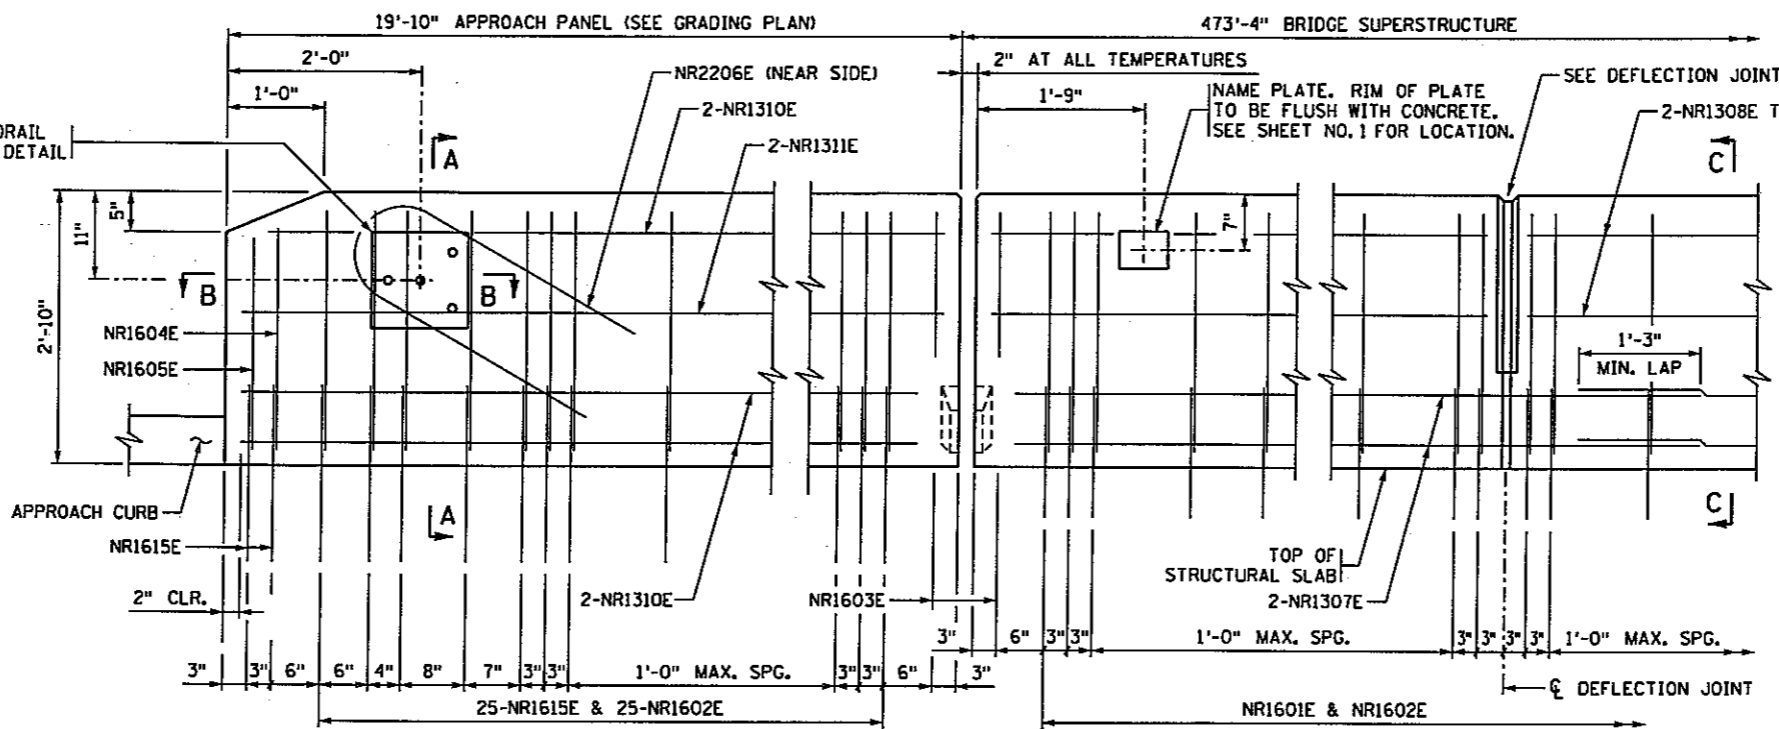 19'-10" APPROACH PANEL (SEE GRADING PLAN)
473'-4" BRIDGE SUPERSTRUCTURE
2'-0"
NR2206E (NEAR SIDE)
2" AT ALL TEMPERATURES
SEE DEFLECTION JOINT
1'-0"
2-NR1310E
1'-9"
NAME PLATE. RIM OF PLATE
TO BE FLUSH WITH CONCRETE.
SEE SHEET NO. 1 FOR LOCATION.
2-NR1308E T
DRAIL
DETAIL
A
2-NR1311E
C
5"
11"
7"
B
B
2'-10"
NR1604E
NR1605E
1'-3"
MIN. LAP
APPROACH CURB
A
C
NR1615E
TOP OF
STRUCTURAL SLAB
2" CLR.
2-NR1310E
NR1603E
2-NR1307E
3" 3" 6" 6" 4" 8" 7" 3" 3" 1'-0" MAX. SPG. 3" 3" 6" 3"
3" 6" 3" 3" 1'-0" MAX. SPG. 3" 3" 3" 3" 1'-0" MAX. SPG.
℄ DEFLECTION JOINT
25-NR1615E & 25-NR1602E
NR1601E & NR1602E